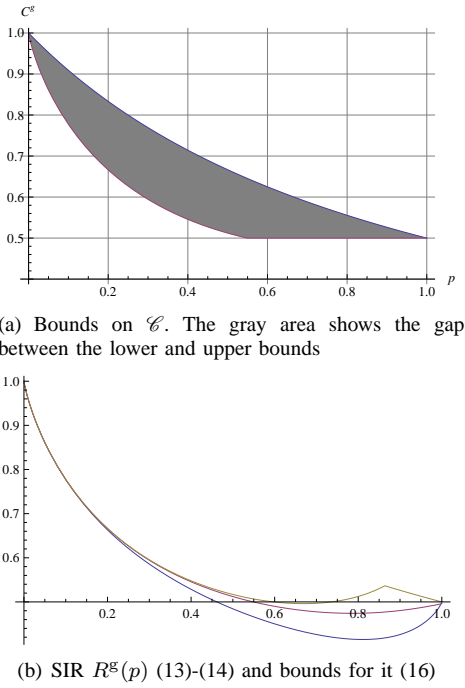 C^g
1.0
0.9
0.8
0.7
0.6
0.5
p
0.2 0.4 0.6 0.8 1.0
(a) Bounds on 𝒞. The gray area shows the gap
between the lower and upper bounds
1.0
0.9
0.8
0.7
0.6
0.2 0.4 0.6 0.8 1.0
(b) SIR R^g(p) (13)-(14) and bounds for it (16)